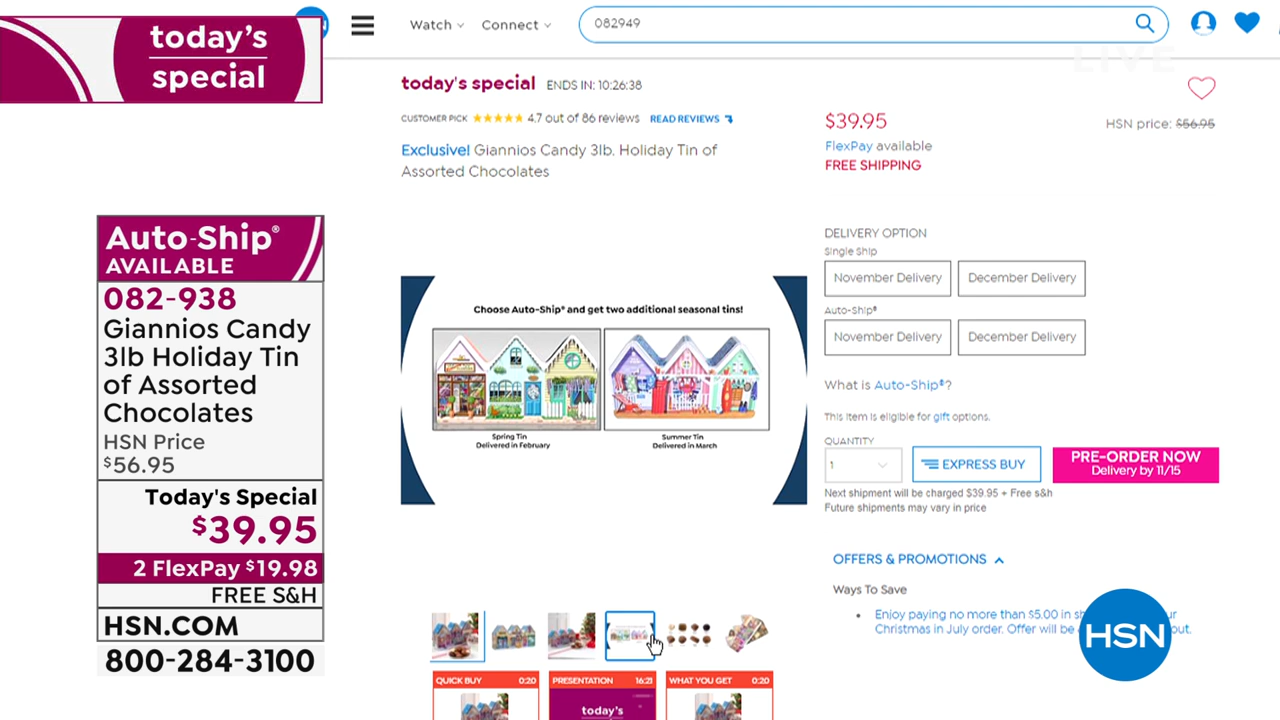 today's
special
Watch
Connect
082949
LIVE
today's special ENDS IN: 10:26:38
CUSTOMER PICK 4.7 out of 86 reviews READ REVIEWS
Exclusive! Giannios Candy 3lb. Holiday Tin of
Assorted Chocolates
$39.95
HSN price: $56.95
FlexPay available
FREE SHIPPING
Auto-Ship®
AVAILABLE
082-938
Giannios Candy
3lb Holiday Tin
of Assorted
Chocolates
HSN Price
$56.95
Today's Special
$39.95
2 FlexPay $19.98
FREE S&H
HSN.COM
800-284-3100
Choose Auto-Ship® and get two additional seasonal tins!
Spring Tin
Delivered in February
Summer Tin
Delivered in March
DELIVERY OPTION
Single Ship
November Delivery
December Delivery
Auto-Ship®
November Delivery
December Delivery
What is Auto-Ship®?
This item is eligible for gift options.
QUANTITY
1
EXPRESS BUY
PRE-ORDER NOW
Delivery by 11/15
Next shipment will be charged $39.95 + Free s&h
Future shipments may vary in price
OFFERS & PROMOTIONS
Ways To Save
Enjoy paying no more than $5.00 in sh ur
Christmas in July order. Offer will be out.
HSN
QUICK BUY 0:20
PRESENTATION 16:21
WHAT YOU GET 0:20
today's